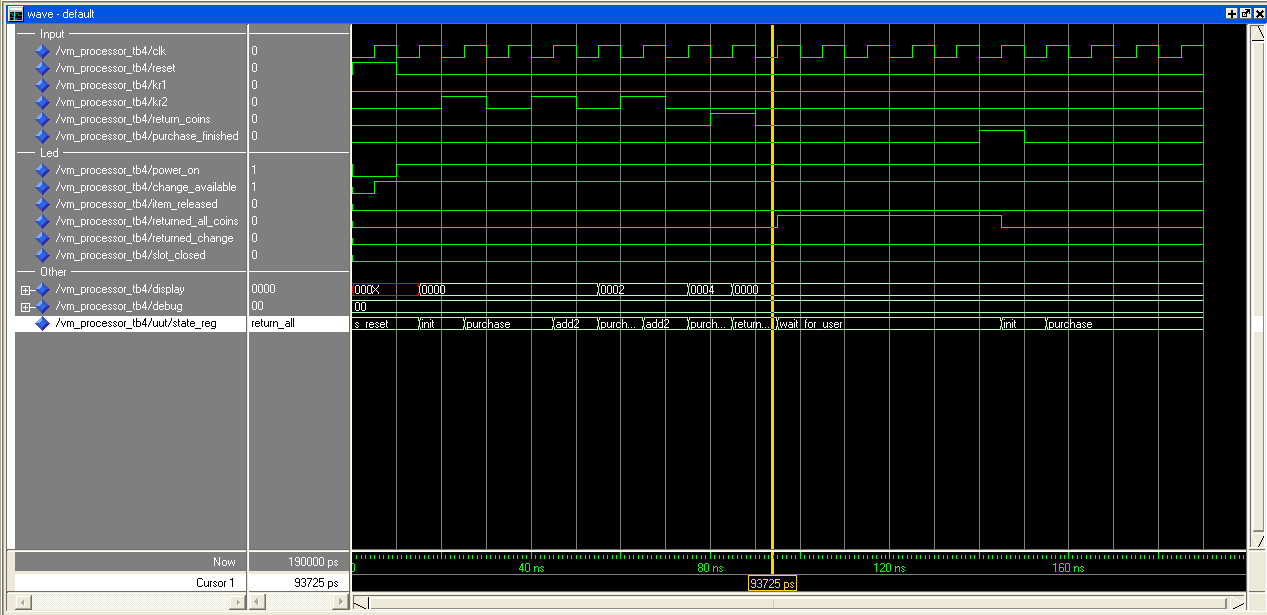 wave - default
Input
/vm_processor_tb4/clk 0
/vm_processor_tb4/reset 0
/vm_processor_tb4/kr1 0
/vm_processor_tb4/kr2 0
/vm_processor_tb4/return_coins 0
/vm_processor_tb4/purchase_finished 0
Led
/vm_processor_tb4/power_on 1
/vm_processor_tb4/change_available 1
/vm_processor_tb4/item_released 0
/vm_processor_tb4/returned_all_coins 0
/vm_processor_tb4/returned_change 0
/vm_processor_tb4/slot_closed 0
Other
/vm_processor_tb4/display 0000 000X 0000 0002 0004 0000
/vm_processor_tb4/debug 00 00
/vm_processor_tb4/uut/state_reg return_all s_reset init purchase add2 purch... add2 purch... return... wait_for_user init purchase
Now 190000 ps 0 40 ns 80 ns 120 ns 160 ns
Cursor 1 93725 ps 93725 ps